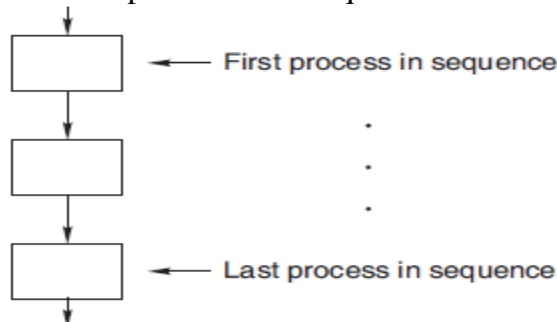 First process in sequence
.
.
.
Last process in sequence